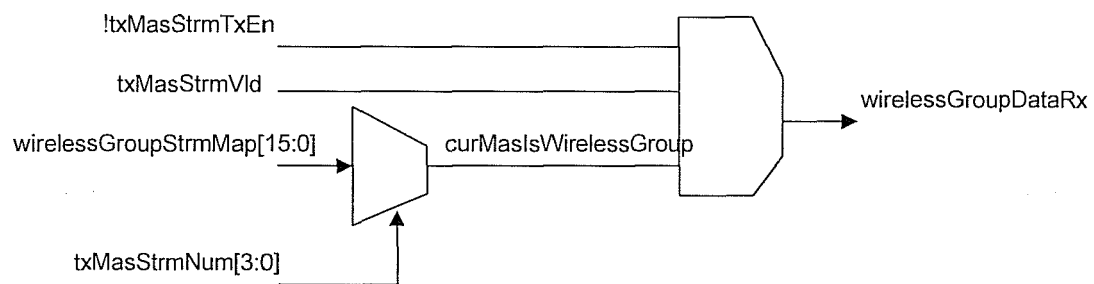 !txMasStrmTxEn
txMasStrmVld
wirelessGroupDataRx
wirelessGroupStrmMap[15:0]
curMasIsWirelessGroup
txMasStrmNum[3:0]